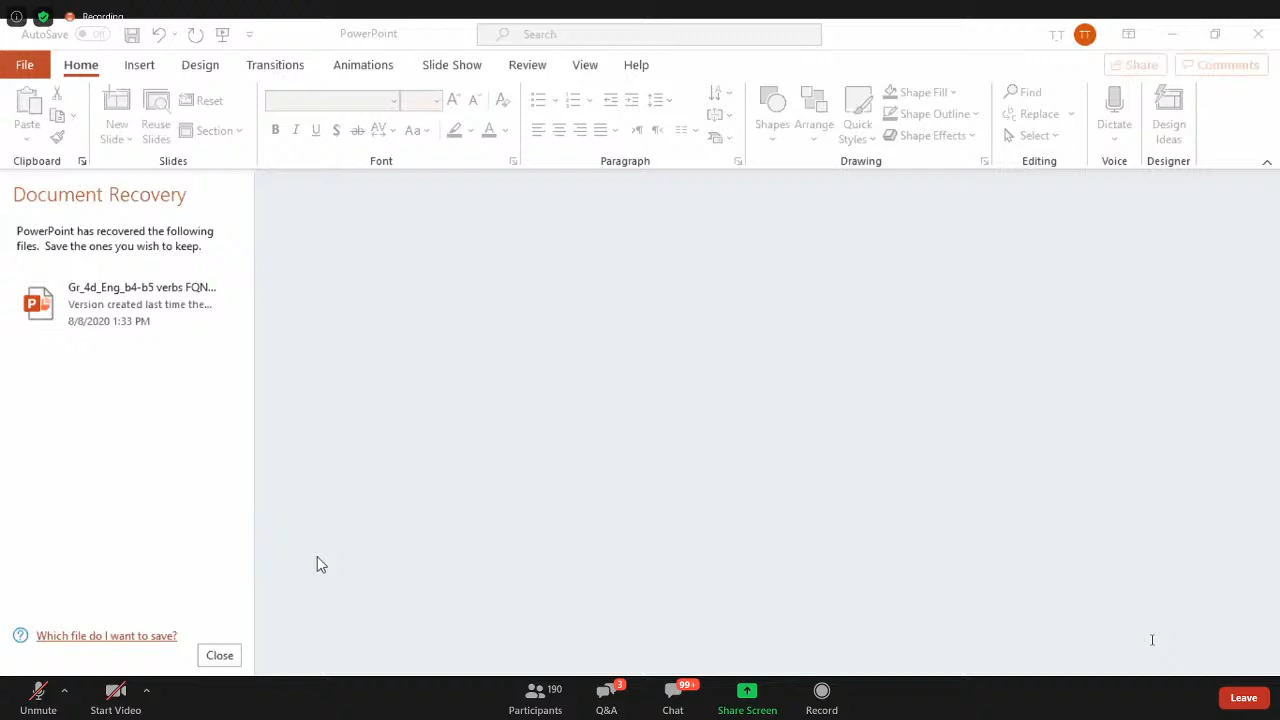 Recording
AutoSave Off PowerPoint Search TT TT
File Home Insert Design Transitions Animations Slide Show Review View Help Share Comments
Paste New Slide Reuse Slides Reset Section
B I U S ab AV Aa A
Shapes Arrange Quick Styles Shape Fill Shape Outline Shape Effects
Find Replace Select Dictate Design Ideas
Clipboard Slides Font Paragraph Drawing Editing Voice Designer
Document Recovery
PowerPoint has recovered the following
files. Save the ones you wish to keep.
Gr_4d_Eng_b4-b5 verbs FQN...
Version created last time the...
8/8/2020 1:33 PM
Which file do I want to save?
Close
Unmute Start Video Participants 190 Q&A 3 Chat 99+ Share Screen Record Leave